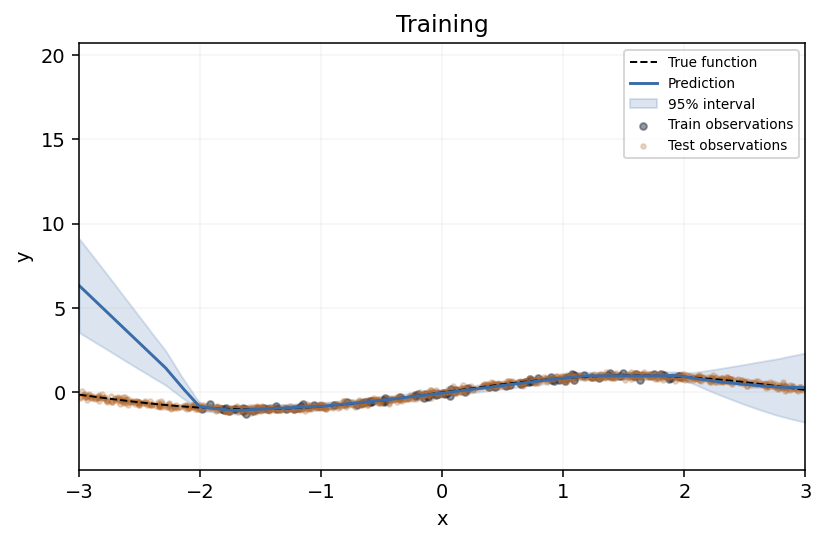 Training
True function
Prediction
95% interval
Train observations
Test observations
20
15
10
5
0
y
−3
−2
−1
0
1
2
3
x